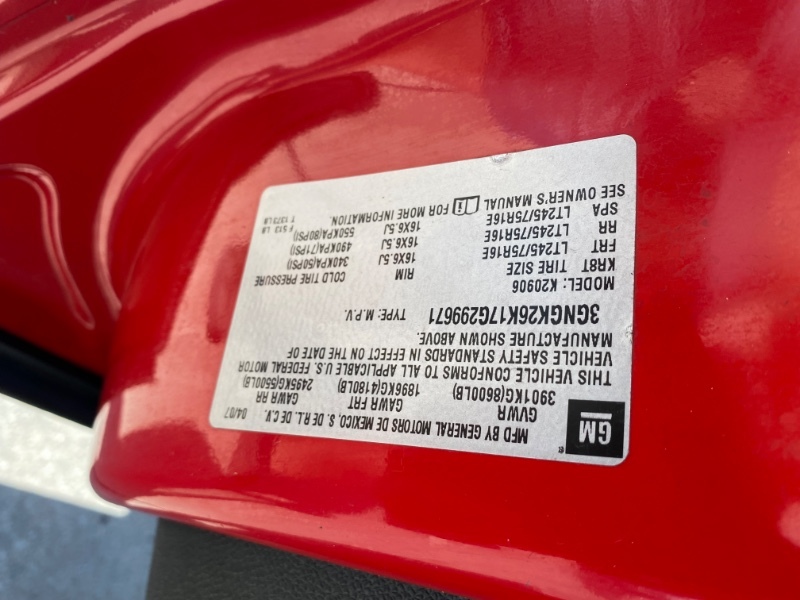 GM
MFD BY GENERAL MOTORS DE MEXICO, S. DE R.L. DE C.V. 04/07
GVWR GAWR FRT GAWR RR
3901KG(8600LB) 1896KG(4180LB) 2495KG(5500LB)
THIS VEHICLE CONFORMS TO ALL APPLICABLE U.S. FEDERAL MOTOR
VEHICLE SAFETY STANDARDS IN EFFECT ON THE DATE OF
MANUFACTURE SHOWN ABOVE.
3GNGK26K17G299671 TYPE: M.P.V.
MODEL: K20906
KR8T TIRE SIZE RIM COLD TIRE PRESSURE
FRT LT245/75R16E 16X6.5J 340KPA(50PSI)
RR LT245/75R16E 16X6.5J 490KPA(71PSI)
SPA LT245/75R16E 16X6.5J 550KPA(80PSI)
SEE OWNER'S MANUAL FOR MORE INFORMATION.
F 513 LB
T 1373 LB